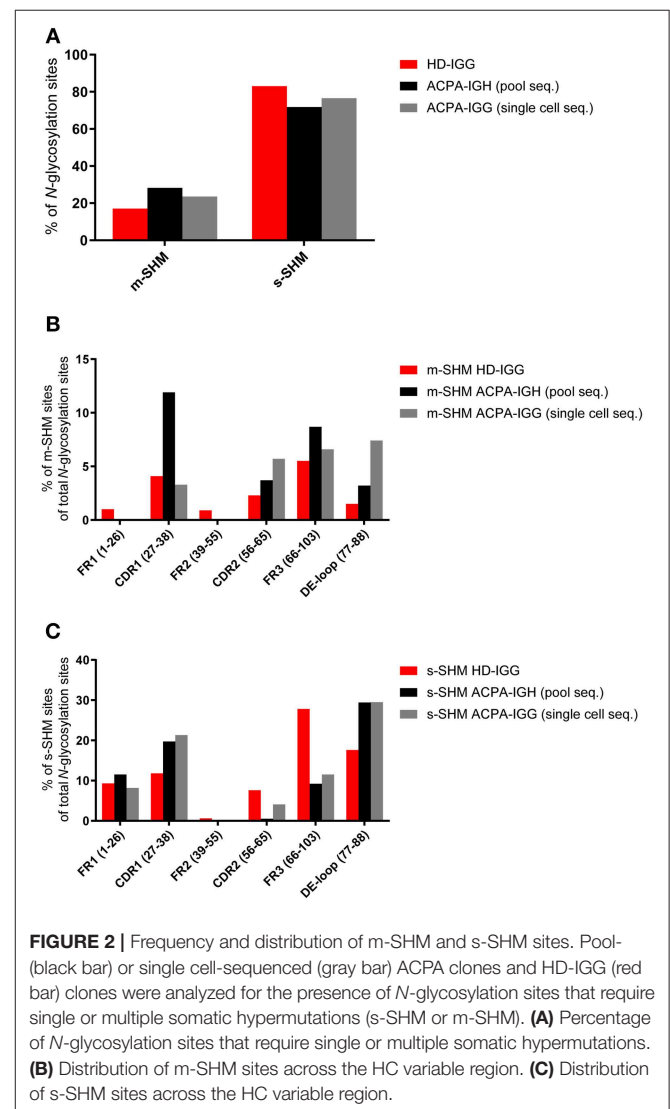 A
% of N-glycosylation sites
100
80
60
40
20
0
m-SHM
s-SHM
HD-IGG
ACPA-IGH (pool seq.)
ACPA-IGG (single cell seq.)
B
% of m-SHM sites
of total N-glycosylation sites
15
10
5
0
FR1 (1-26)
CDR1 (27-38)
FR2 (39-55)
CDR2 (56-65)
FR3 (66-103)
DE-loop (77-88)
m-SHM HD-IGG
m-SHM ACPA-IGH (pool seq.)
m-SHM ACPA-IGG (single cell seq.)
C
% of s-SHM sites
of total N-glycosylation sites
40
30
20
10
0
FR1 (1-26)
CDR1 (27-38)
FR2 (39-55)
CDR2 (56-65)
FR3 (66-103)
DE-loop (77-88)
s-SHM HD-IGG
s-SHM ACPA-IGH (pool seq.)
s-SHM ACPA-IGG (single cell seq.)
FIGURE 2 | Frequency and distribution of m-SHM and s-SHM sites. Pool-
(black bar) or single cell-sequenced (gray bar) ACPA clones and HD-IGG (red
bar) clones were analyzed for the presence of N-glycosylation sites that require
single or multiple somatic hypermutations (s-SHM or m-SHM). (A) Percentage
of N-glycosylation sites that require single or multiple somatic hypermutations.
(B) Distribution of m-SHM sites across the HC variable region. (C) Distribution
of s-SHM sites across the HC variable region.